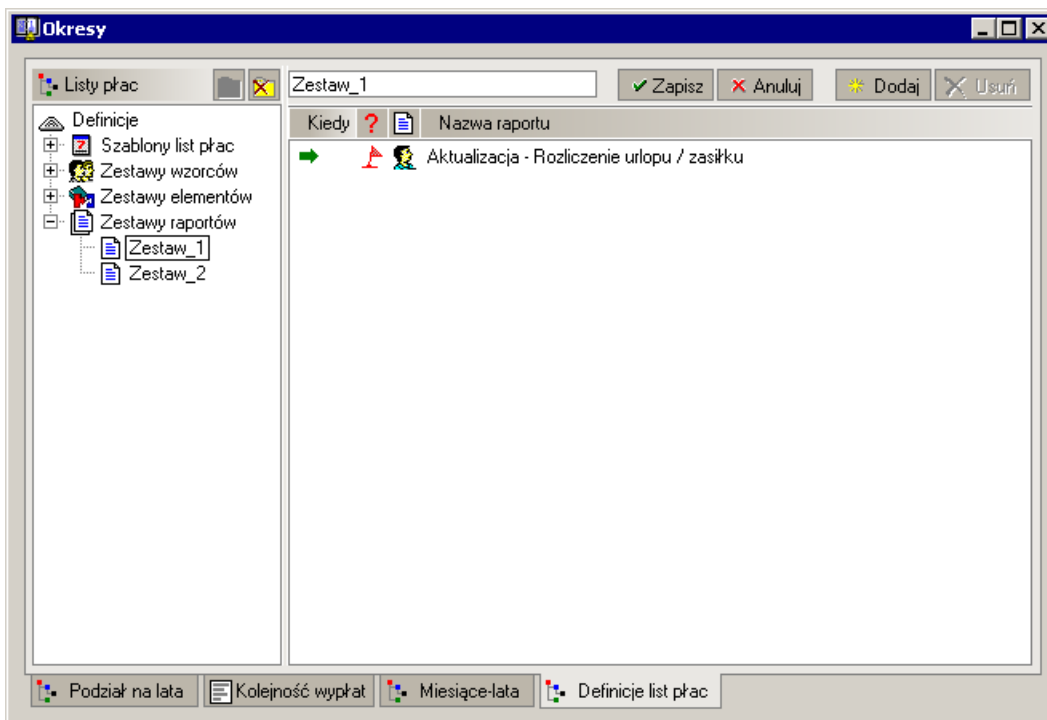 Okresy
Listy płac
Zestaw_1
Zapisz
Anuluj
Dodaj
Usuń
Definicje
Szablony list płac
Zestawy wzorców
Zestawy elementów
Zestawy raportów
Zestaw_1
Zestaw_2
Kiedy ? Nazwa raportu
Aktualizacja - Rozliczenie urlopu / zasiłku
Podział na lata
Kolejność wypłat
Miesiące-lata
Definicje list płac